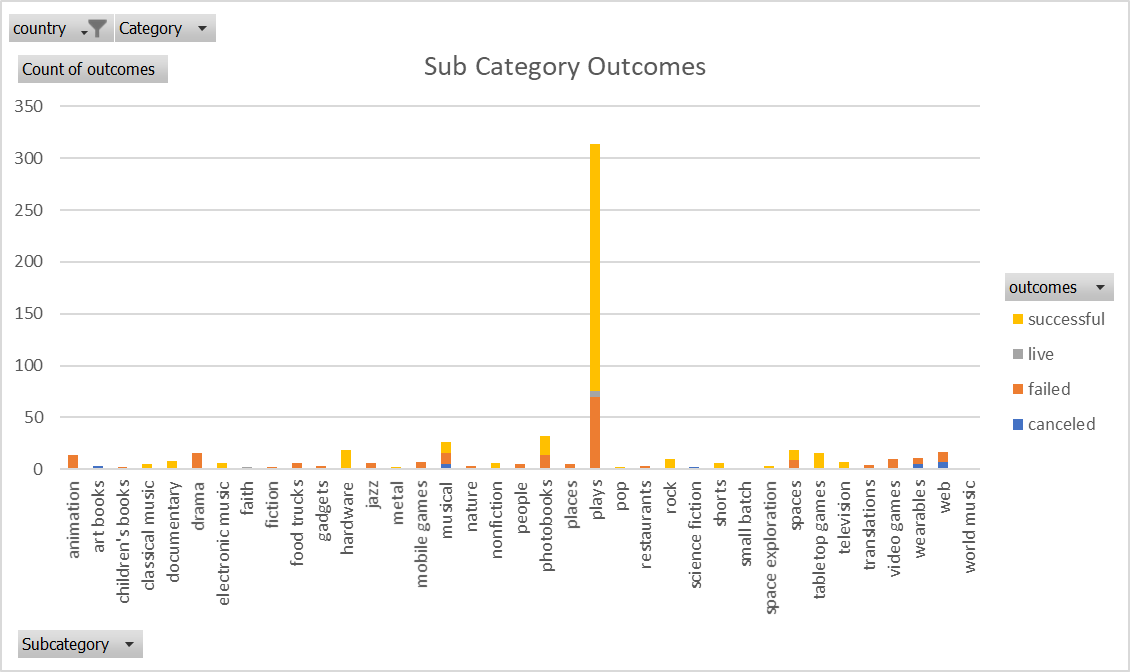 country
Category
Count of outcomes
Sub Category Outcomes
350
300
250
200
150
100
50
0
animation
art books
children's books
classical music
documentary
drama
electronic music
faith
fiction
food trucks
gadgets
hardware
jazz
metal
mobile games
musical
nature
nonfiction
people
photobooks
places
plays
pop
restaurants
rock
science fiction
shorts
small batch
space exploration
spaces
tabletop games
television
translations
video games
wearables
web
world music
outcomes
successful
live
failed
canceled
Subcategory